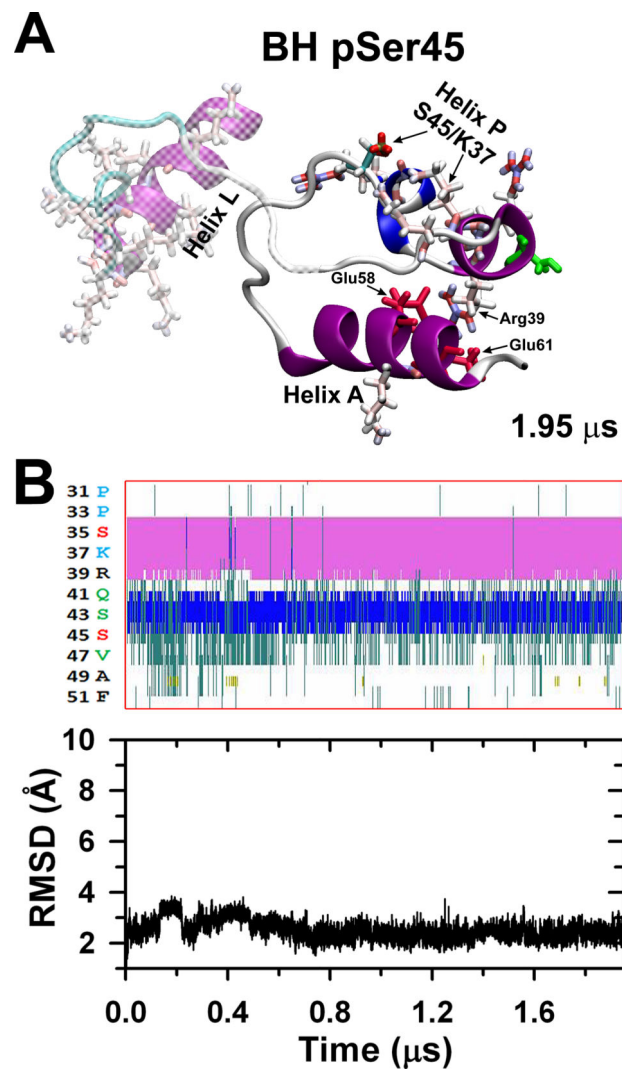 A
BH pSer45
Helix P
S45/K37
Helix L
Glu58
Arg39
Glu61
Helix A
1.95 μs
B
31 P
33 P
35 S
37 K
39 R
41 Q
43 S
45 S
47 V
49 A
51 F
10
8
6
4
2
RMSD (Å)
0.0 0.4 0.8 1.2 1.6
Time (μs)